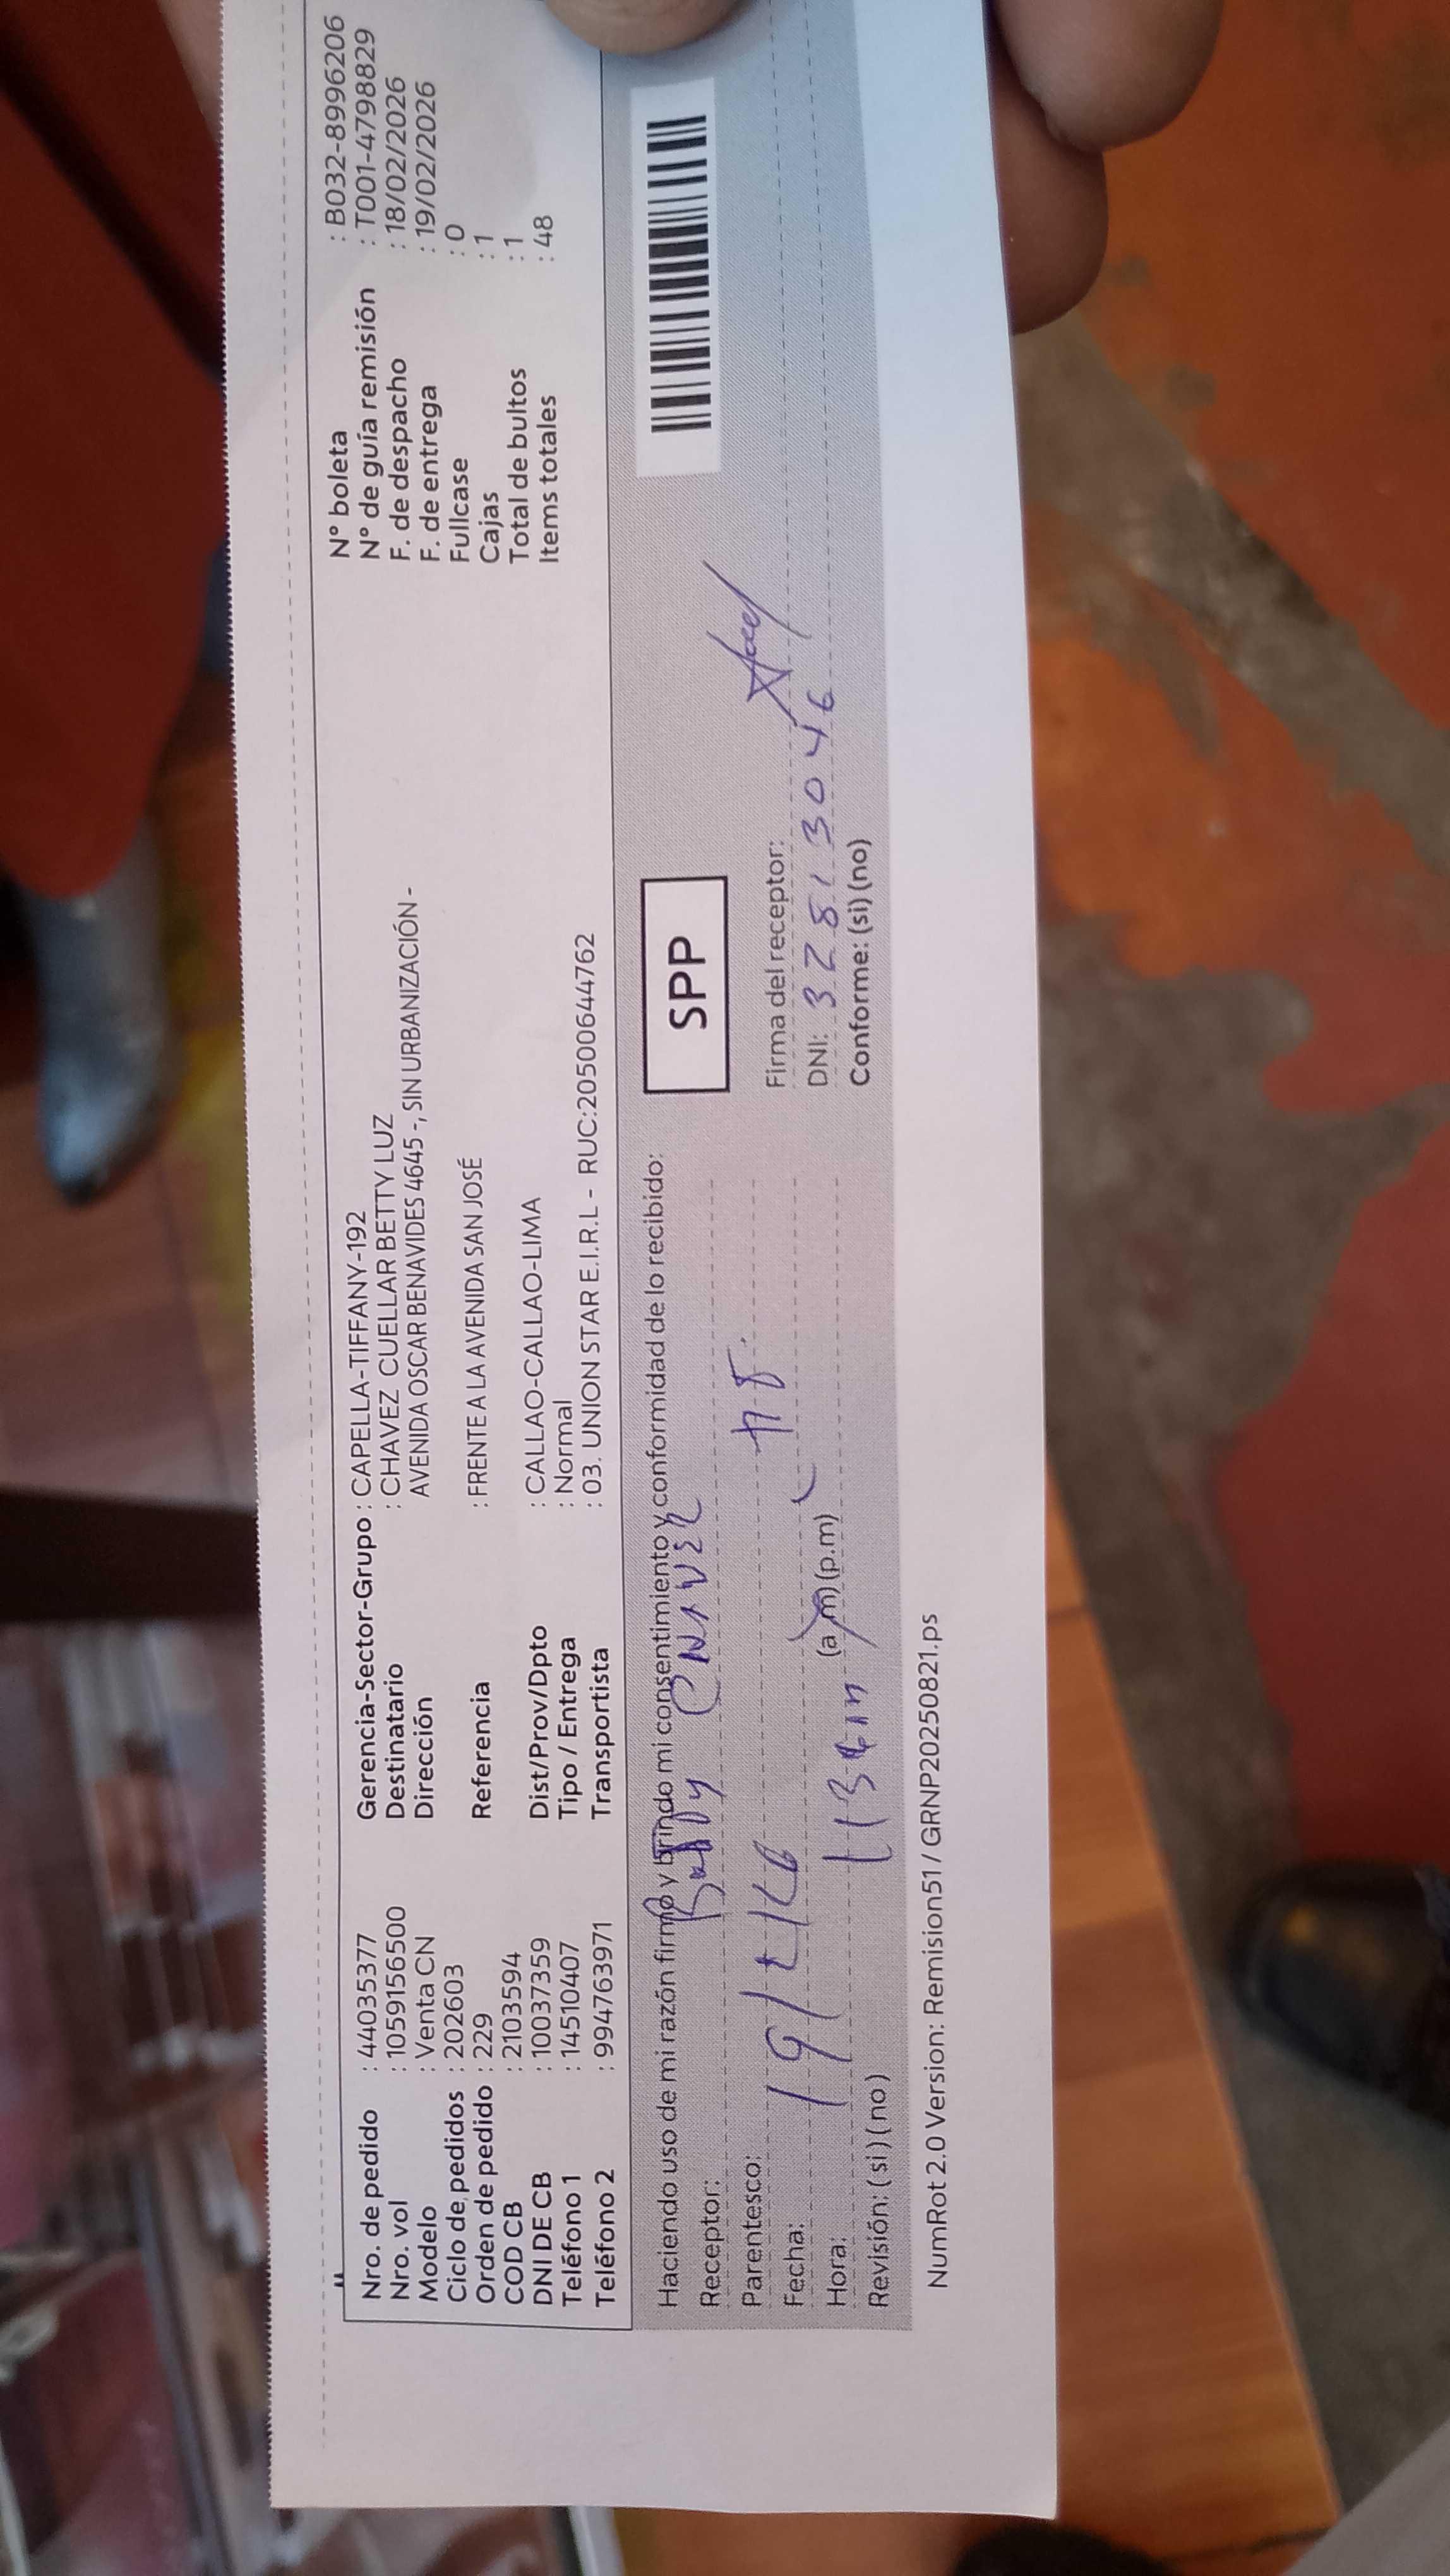 Nro. de pedido : 44035377
Nro. vol : 1059156500
Modelo : Venta CN
Ciclo de pedidos : 202603
Orden de pedido : 229
COD CB : 2103594
DNI DE CB : 10037359
Teléfono 1 : 14510407
Teléfono 2 : 994763971
Gerencia-Sector-Grupo : CAPELLA-TIFFANY-192
Destinatario : CHAVEZ CUELLAR BETTY LUZ
Dirección AVENIDA OSCAR BENAVIDES 4645 -, SIN URBANIZACIÓN -
Referencia : FRENTE A LA AVENIDA SAN JOSÉ
Dist/Prov/Dpto : CALLAO-CALLAO-LIMA
Tipo / Entrega : Normal
Transportista : 03. UNION STAR E.I.R.L - RUC:20500644762
N° boleta : B032-8996206
N° de guía remisión : T001-4798829
F. de despacho : 18/02/2026
F. de entrega : 19/02/2026
Fullcase : 0
Cajas : 1
Total de bultos : 1
Items totales : 48
Haciendo uso de mi razón firmo y brindo mi consentimiento y conformidad de lo recibido:
Receptor: Betty Chavez
Parentesco:
Fecha: 19/2/26
Hora: (a.m) (p.m)
Revisión: ( si ) ( no )
SPP
Firma del receptor:
DNI: 32813046
Conforme: (si) (no)
NumRot 2.0 Version: Remision51 / GRNP20250821.ps